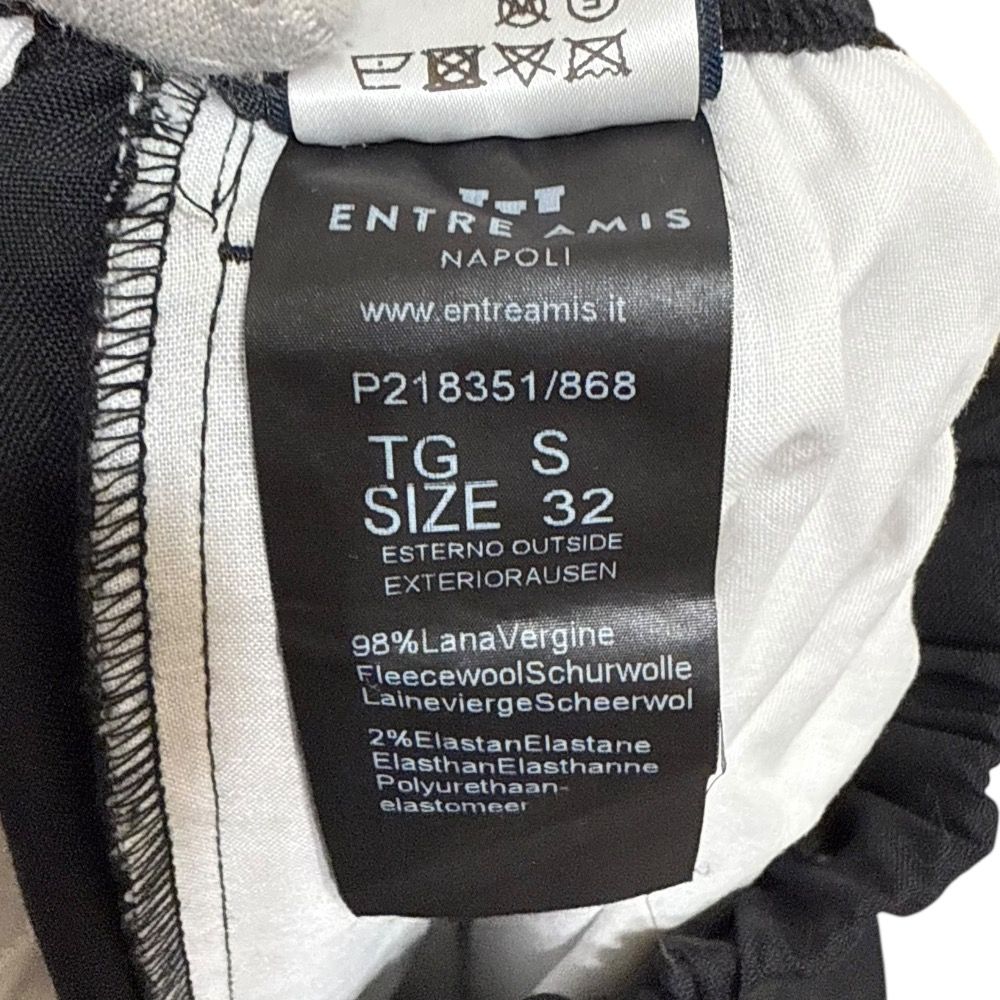 ENTRE AMIS
NAPOLI
www.entreamis.it
P218351/868
TG S
SIZE 32
ESTERNO OUTSIDE
EXTERIORAUSEN
98%LanaVergine
FleecewoolSchurwolle
LaineviergeScheerwol
2%ElastanElastane
ElasthanElasthanne
Polyurethaan-
elastomeer